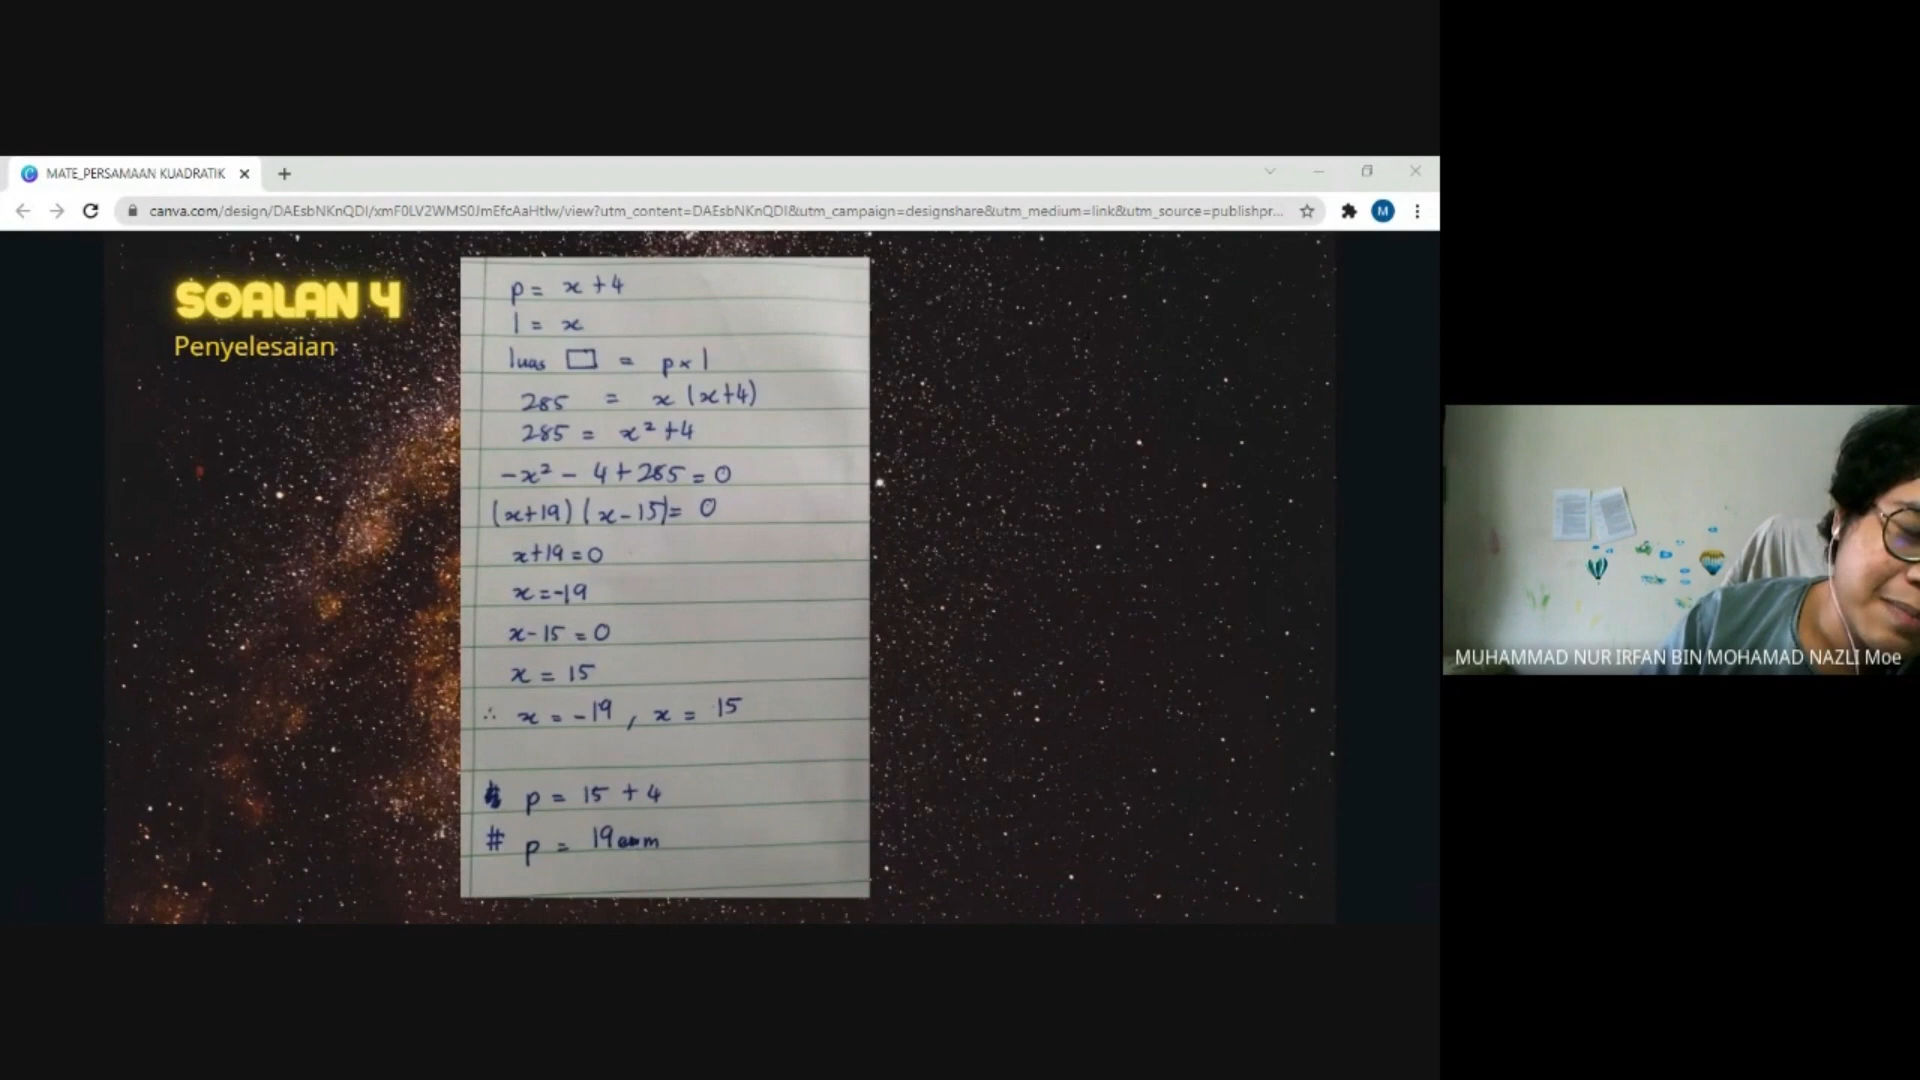 MATE_PERSAMAAN KUADRATIK
canva.com/design/DAEsbNKnQDI/xmF0LV2WMS0JmEfcAaHtIw/view?utm_content=DAEsbNKnQDI&utm_campaign=designshare&utm_medium=link&utm_source=publishpr...
M
SOALAN 4
Penyelesaian
p = x + 4
l = x
luas ▭ = p × l
285 = x (x+4)
285 = x² + 4
-x² - 4 + 285 = 0
(x+19) (x-15) = 0
x+19 = 0
x = -19
x - 15 = 0
x = 15
∴ x = -19 , x = 15
p = 15 + 4
# p = 19 m
MUHAMMAD NUR IRFAN BIN MOHAMAD NAZLI Moe